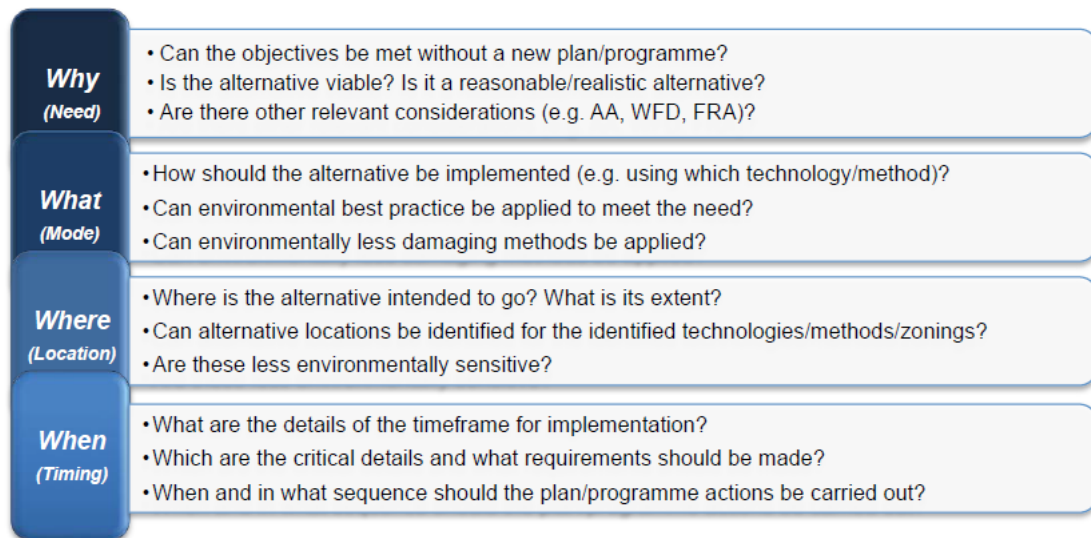 Why
(Need)
• Can the objectives be met without a new plan/programme?
• Is the alternative viable? Is it a reasonable/realistic alternative?
• Are there other relevant considerations (e.g. AA, WFD, FRA)?
What
(Mode)
• How should the alternative be implemented (e.g. using which technology/method)?
• Can environmental best practice be applied to meet the need?
• Can environmentally less damaging methods be applied?
Where
(Location)
• Where is the alternative intended to go? What is its extent?
• Can alternative locations be identified for the identified technologies/methods/zonings?
• Are these less environmentally sensitive?
When
(Timing)
• What are the details of the timeframe for implementation?
• Which are the critical details and what requirements should be made?
• When and in what sequence should the plan/programme actions be carried out?